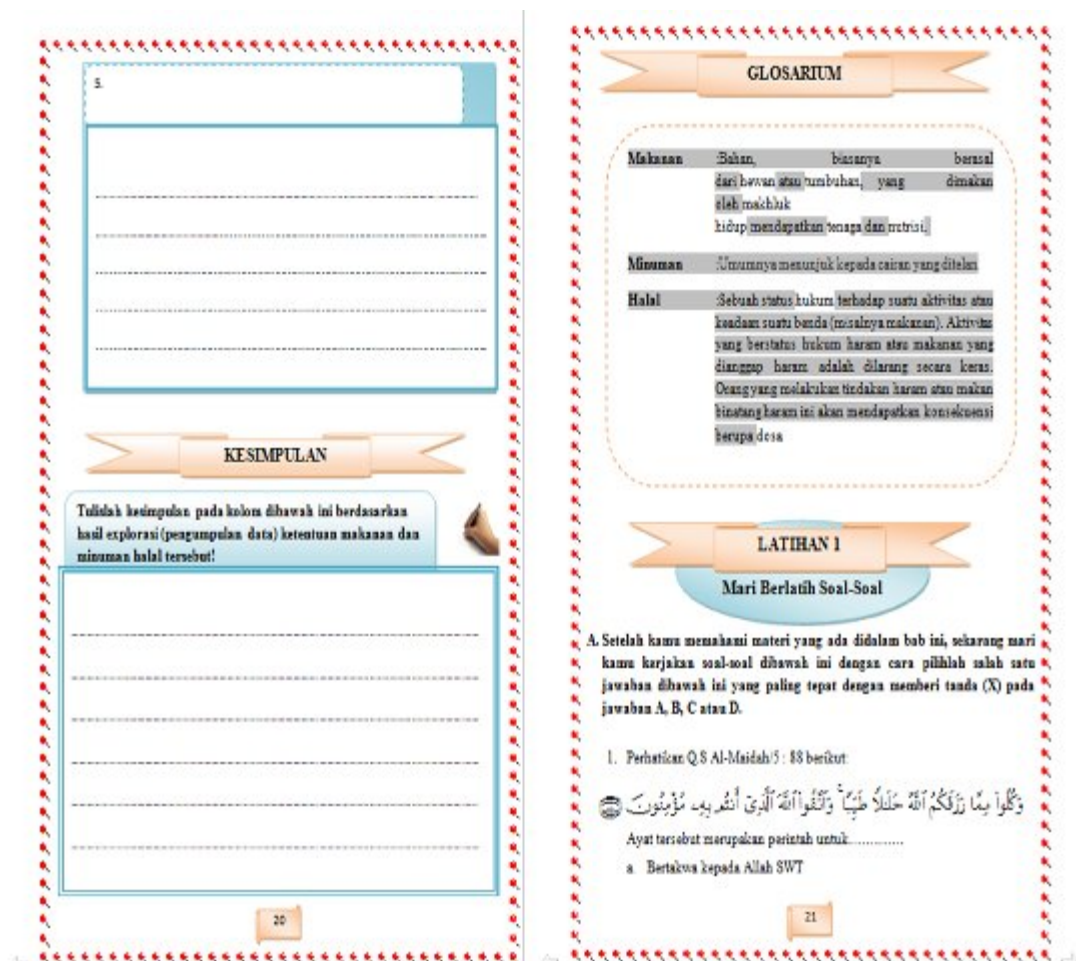 5.
KESIMPULAN
Tulislah kesimpulan pada kolom dibawah ini berdasarkan
hasil explorasi (pengumpulan data) ketentuan makanan dan
minuman halal tersebut!
20
GLOSARIUM
Makanan :Bahan, biasanya berasal
dari hewan atau tumbuhan, yang dimakan
oleh makhluk
hidup mendapatkan tenaga dan nutrisi.
Minuman :Umumnya menunjuk kepada cairan yang ditelan
Halal :Sebuah status hukum terhadap suatu aktivitas atau
keadaan suatu benda (misalnya makanan). Aktivitas
yang berstatus hukum haram atau makanan yang
dianggap haram adalah dilarang secara keras.
Orang yang melakukan tindakan haram atau makan
binatang haram ini akan mendapatkan konsekuensi
berupa dosa
LATIHAN 1
Mari Berlatih Soal-Soal
A. Setelah kamu memahami materi yang ada didalam bab ini, sekarang mari
kamu kerjakan soal-soal dibawah ini dengan cara pilihlah salah satu
jawaban dibawah ini yang paling tepat dengan memberi tanda (X) pada
jawaban A, B, C atau D.
1. Perhatikan Q.S Al-Maidah/5 : 88 berikut:
وَكُلُوا۟ مِمَّا رَزَقَكُمُ ٱللَّهُ حَلَٰلًا طَيِّبًا ۚ وَٱتَّقُوا۟ ٱللَّهَ ٱلَّذِىٓ أَنتُم بِهِۦ مُؤْمِنُونَ
Ayat tersebut merupakan perintah untuk..............
a. Bertakwa kepada Allah SWT
21